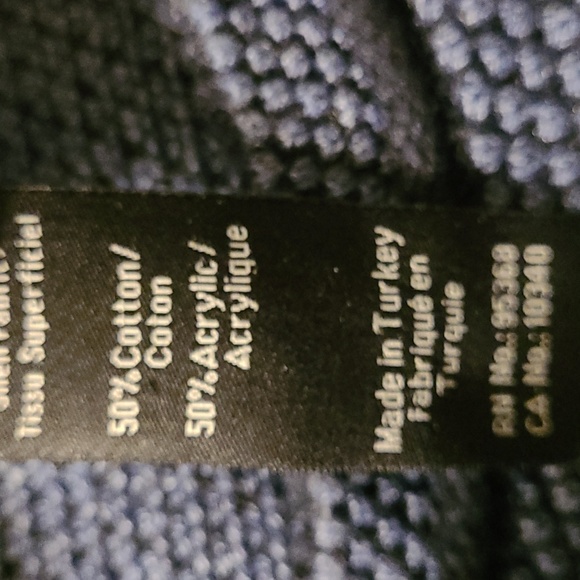 Tissu Superficiel
50%Cotton/
Coton
50%Acrylic/
Acrylique
Made in Turkey
Fabriqué en
Turquie
RN No.: 95388
CA No.: 10340